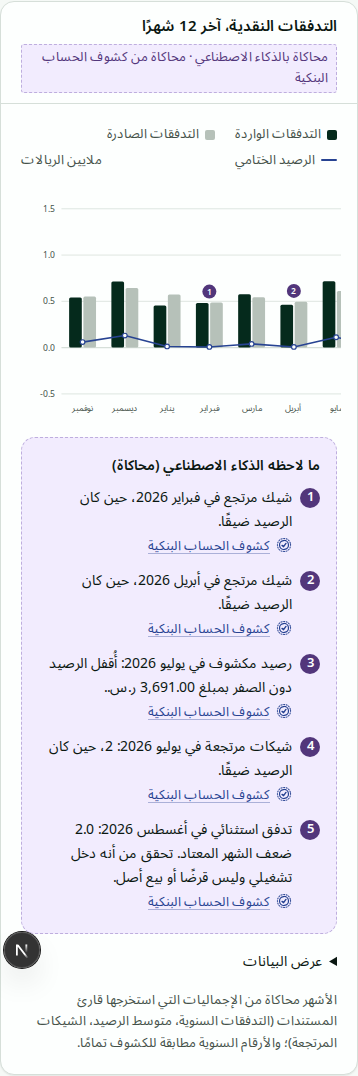 التدفقات النقدية، آخر 12 شهرًا
محاكاة بالذكاء الاصطناعي · محاكاة من كشوف الحساب
البنكية
التدفقات الواردة
التدفقات الصادرة
الرصيد الختامي
ملايين الريالات
1.5
1.0
0.5
0.0
-0.5
1
2
نوفمبر
ديسمبر
يناير
فبراير
مارس
أبريل
مايو
ما لاحظه الذكاء الاصطناعي (محاكاة)
1 شيك مرتجع في فبراير 2026، حين كان
الرصيد ضيقًا.
كشوف الحساب البنكية
2 شيك مرتجع في أبريل 2026، حين كان
الرصيد ضيقًا.
كشوف الحساب البنكية
3 رصيد مكشوف في يوليو 2026: أُقفل الرصيد
دون الصفر بمبلغ 3,691.00 ر.س..
كشوف الحساب البنكية
4 شيكات مرتجعة في يوليو 2026: 2، حين كان
الرصيد ضيقًا.
كشوف الحساب البنكية
5 تدفق استثنائي في أغسطس 2026: 2.0
ضعف الشهر المعتاد. تحقق من أنه دخل
تشغيلي وليس قرضًا أو بيع أصل.
كشوف الحساب البنكية
N
عرض البيانات
الأشهر محاكاة من الإجماليات التي استخرجها قارئ
المستندات (التدفقات السنوية، متوسط الرصيد، الشيكات
المرتجعة)؛ والأرقام السنوية مطابقة للكشوف تمامًا.